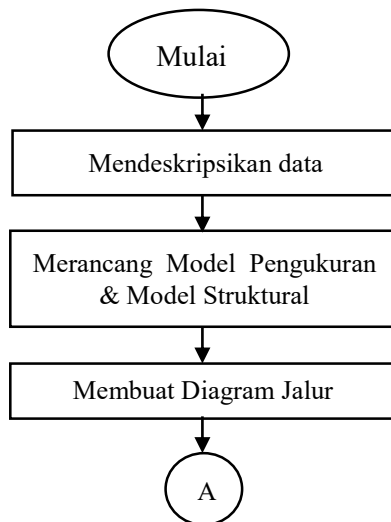 Mulai
Mendeskripsikan data
Merancang Model Pengukuran
& Model Struktural
Membuat Diagram Jalur
A